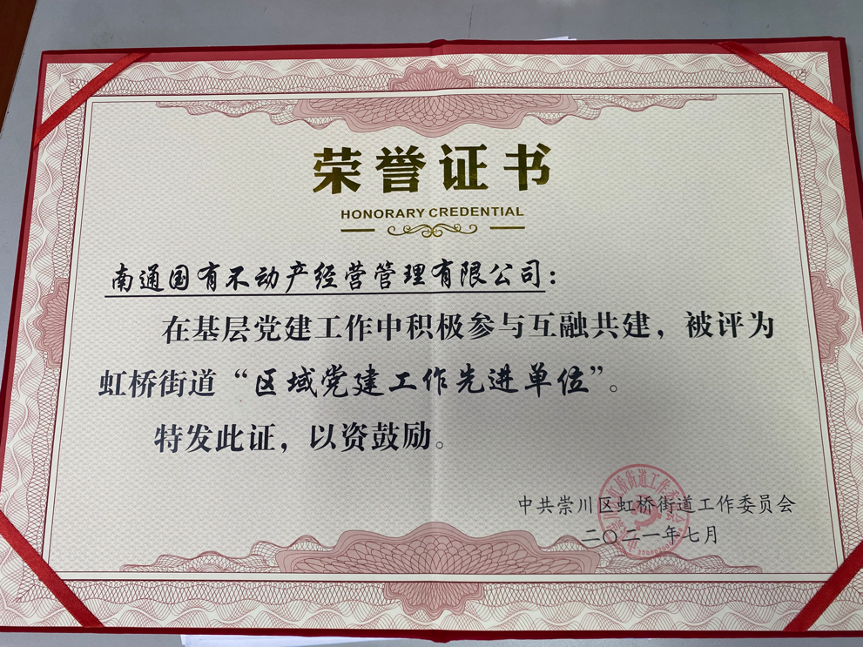 荣誉证书
HONORARY CREDENTIAL
南通国有不动产经营管理有限公司：
在基层党建工作中积极参与互融共建，被评为
虹桥街道“区域党建工作先进单位”。
特发此证，以资鼓励。
中共崇川区虹桥街道工作委员会
二〇二一年七月